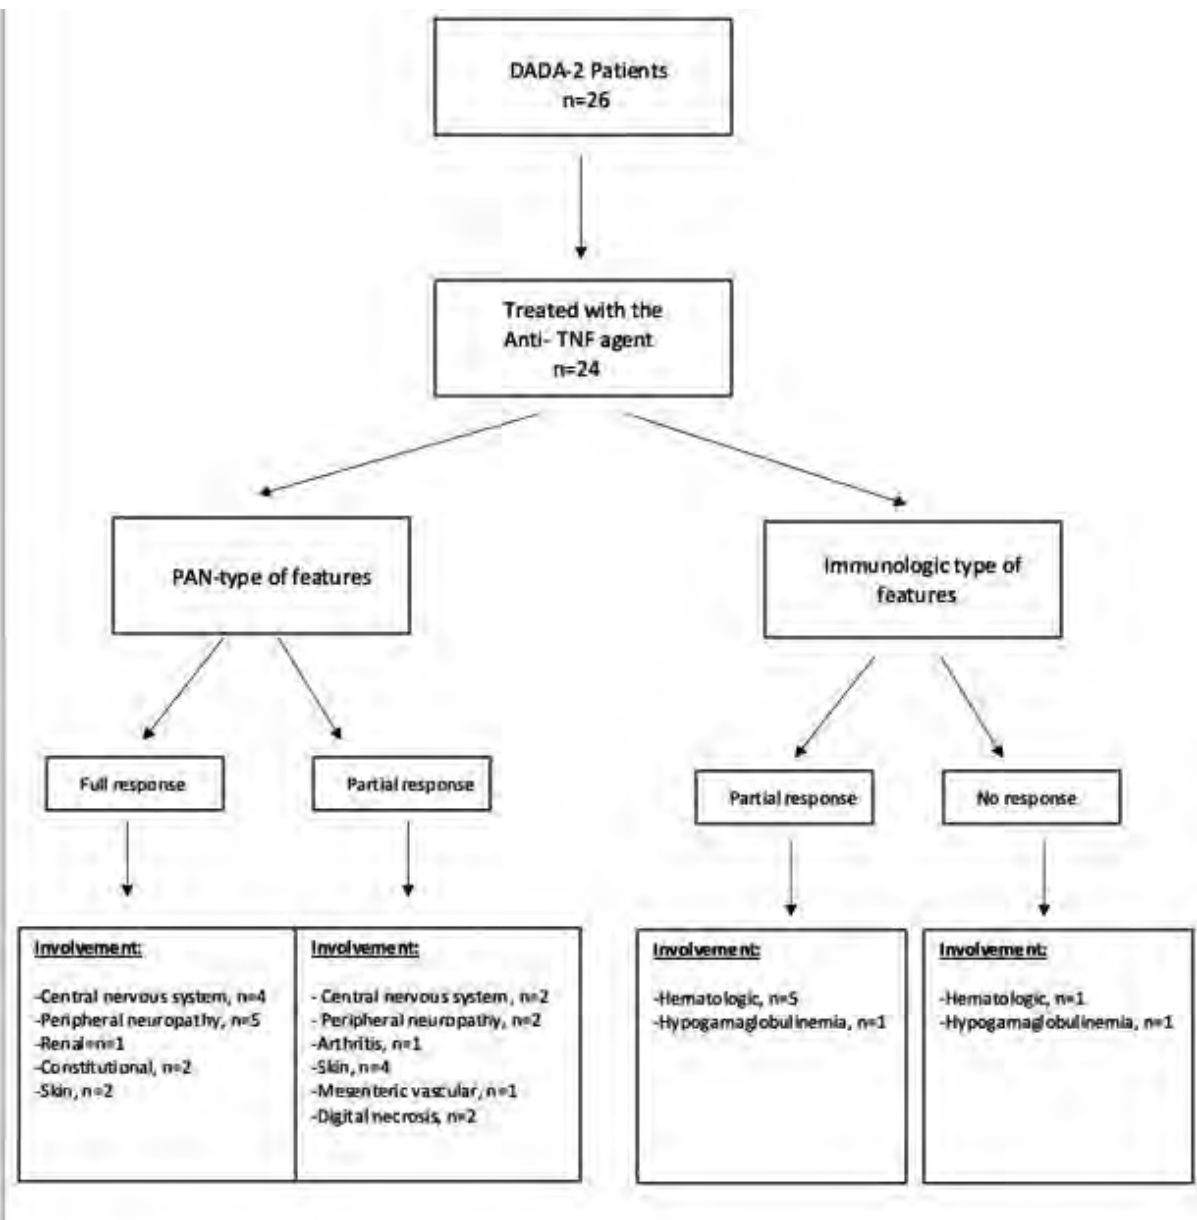 DADA-2 Patients
n=26
Treated with the
Anti- TNF agent
n=24
PAN-type of features
Immunologic type of
features
Full response
Partial response
Partial response
No response
Involvement:
-Central nervous system, n=4
-Peripheral neuropathy, n=5
-Renal=n=1
-Constitutional, n=2
-Skin, n=2
Involvement:
- Central nervous system, n=2
- Peripheral neuropathy, n=2
-Arthritis, n=1
-Skin, n=4
-Mesenteric vascular, n=1
-Digital necrosis, n=2
Involvement:
-Hematologic, n=5
-Hypogamaglobulinemia, n=1
Involvement:
-Hematologic, n=1
-Hypogamaglobulinemia, n=1